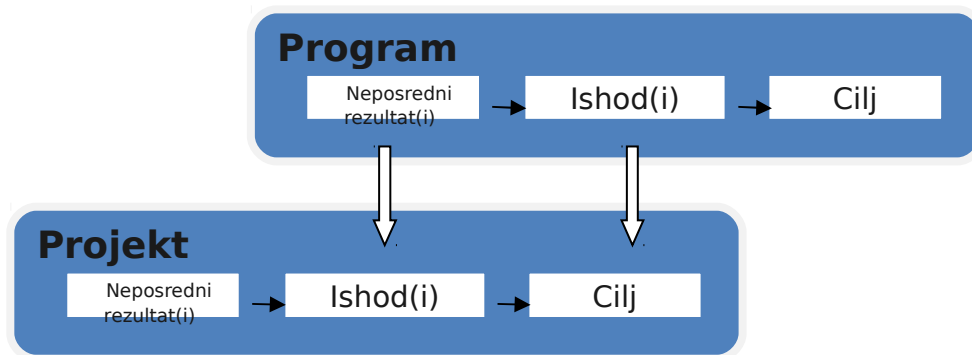 Program
Neposredni
rezultat(i)
Ishod(i)
Cilj
Projekt
Neposredni
rezultat(i)
Ishod(i)
Cilj